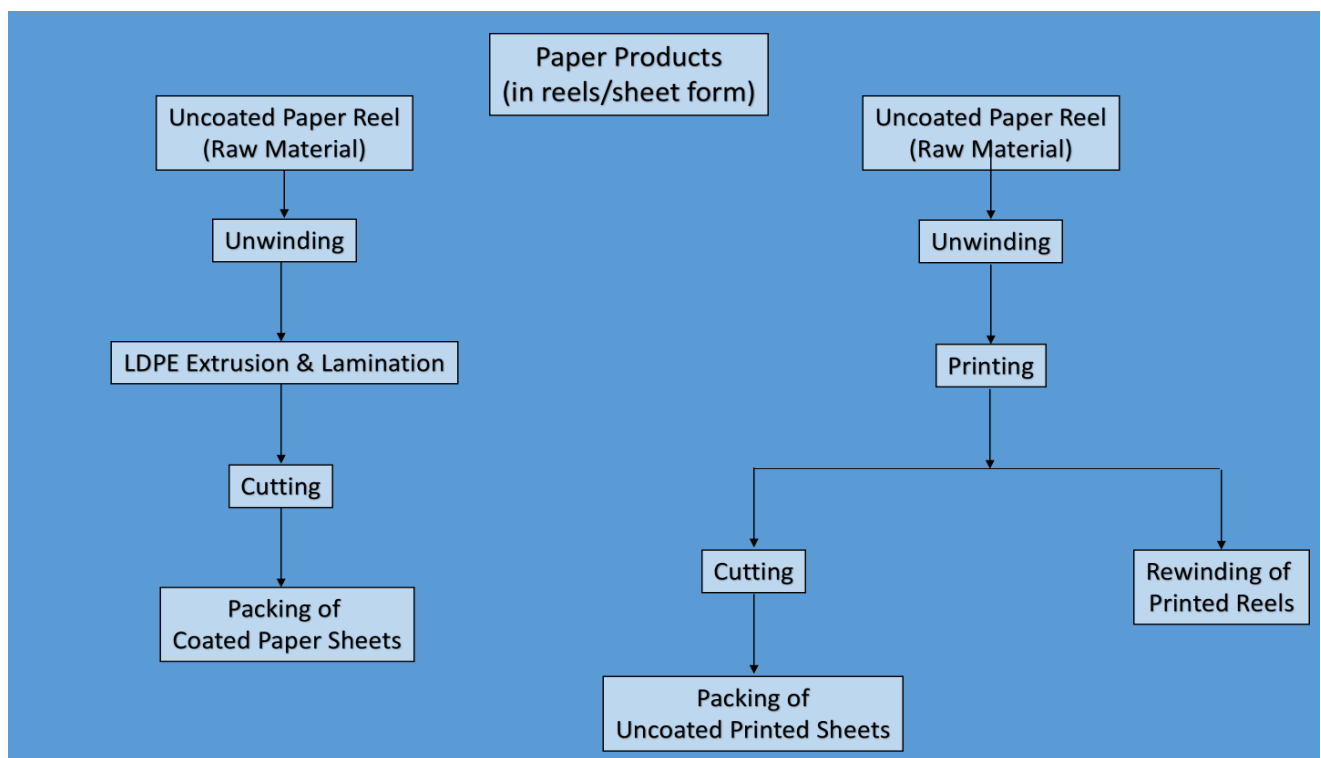 Paper Products
(in reels/sheet form)
Uncoated Paper Reel
(Raw Material)
Unwinding
LDPE Extrusion & Lamination
Cutting
Packing of
Coated Paper Sheets
Uncoated Paper Reel
(Raw Material)
Unwinding
Printing
Cutting
Packing of
Uncoated Printed Sheets
Rewinding of
Printed Reels